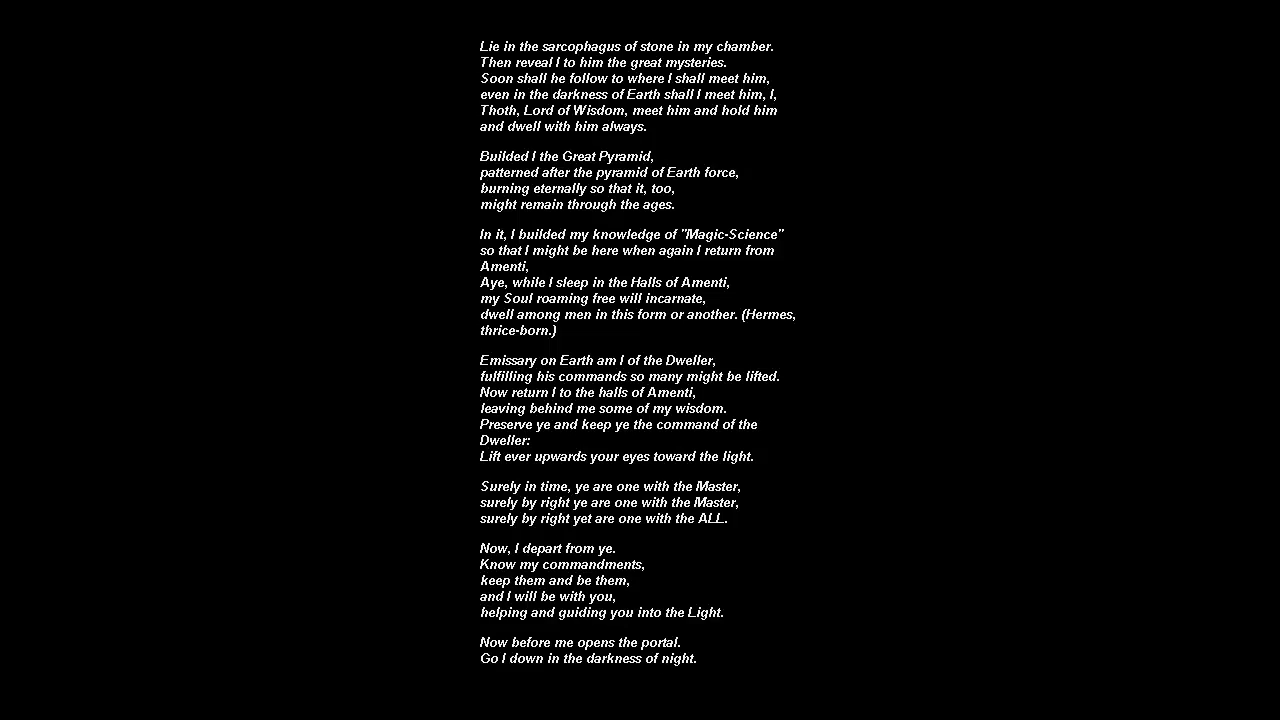 Lie in the sarcophagus of stone in my chamber.
Then reveal I to him the great mysteries.
Soon shall he follow to where I shall meet him,
even in the darkness of Earth shall I meet him, I,
Thoth, Lord of Wisdom, meet him and hold him
and dwell with him always.
Builded I the Great Pyramid,
patterned after the pyramid of Earth force,
burning eternally so that it, too,
might remain through the ages.
In it, I builded my knowledge of "Magic-Science"
so that I might be here when again I return from
Amenti,
Aye, while I sleep in the Halls of Amenti,
my Soul roaming free will incarnate,
dwell among men in this form or another. (Hermes,
thrice-born.)
Emissary on Earth am I of the Dweller,
fulfilling his commands so many might be lifted.
Now return I to the halls of Amenti,
leaving behind me some of my wisdom.
Preserve ye and keep ye the command of the
Dweller:
Lift ever upwards your eyes toward the light.
Surely in time, ye are one with the Master,
surely by right ye are one with the Master,
surely by right yet are one with the ALL.
Now, I depart from ye.
Know my commandments,
keep them and be them,
and I will be with you,
helping and guiding you into the Light.
Now before me opens the portal.
Go I down in the darkness of night.